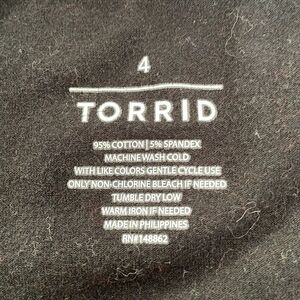 4
TORRID
95% COTTON | 5% SPANDEX
MACHINE WASH COLD
WITH LIKE COLORS GENTLE CYCLE USE
ONLY NON-CHLORINE BLEACH IF NEEDED
TUMBLE DRY LOW
WARM IRON IF NEEDED
MADE IN PHILIPPINES
RN#148862